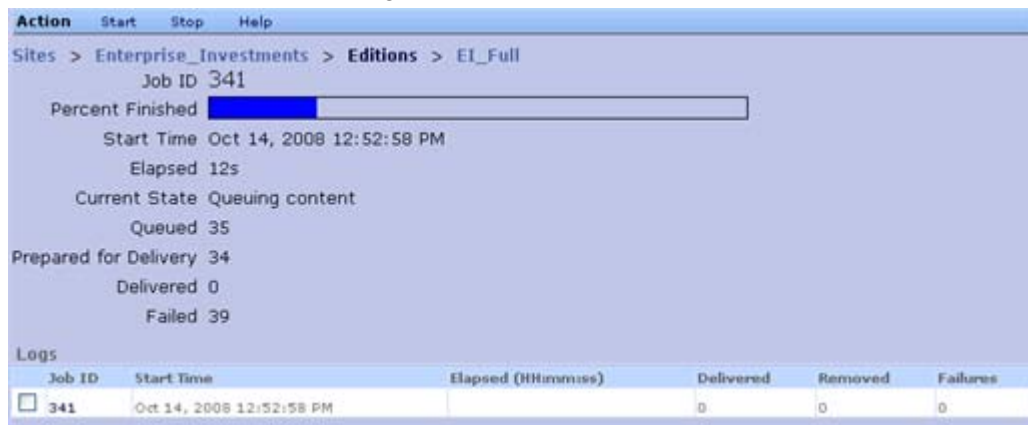 Action Start Stop Help
Sites > Enterprise_Investments > Editions > EI_Full
Job ID 341
Percent Finished
Start Time Oct 14, 2008 12:52:58 PM
Elapsed 12s
Current State Queuing content
Queued 35
Prepared for Delivery 34
Delivered 0
Failed 39
Logs
Job ID Start Time Elapsed (HH:mm:ss) Delivered Removed Failures
341 Oct 14, 2008 12:52:58 PM 0 0 0